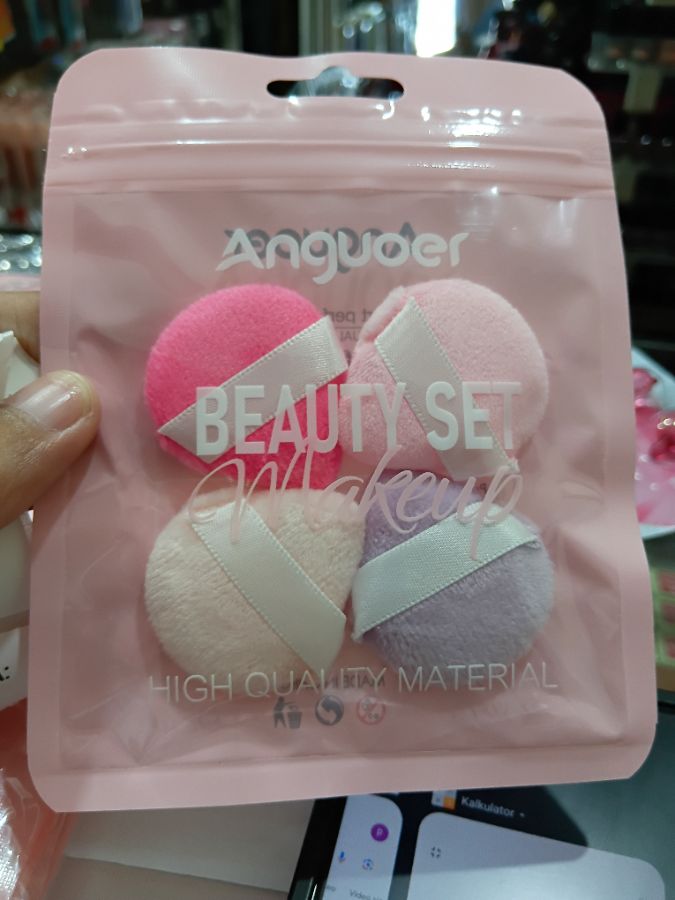 Anguoer
BEAUTY SET
Makeup
HIGH QUALITY MATERIAL
Kalkulator